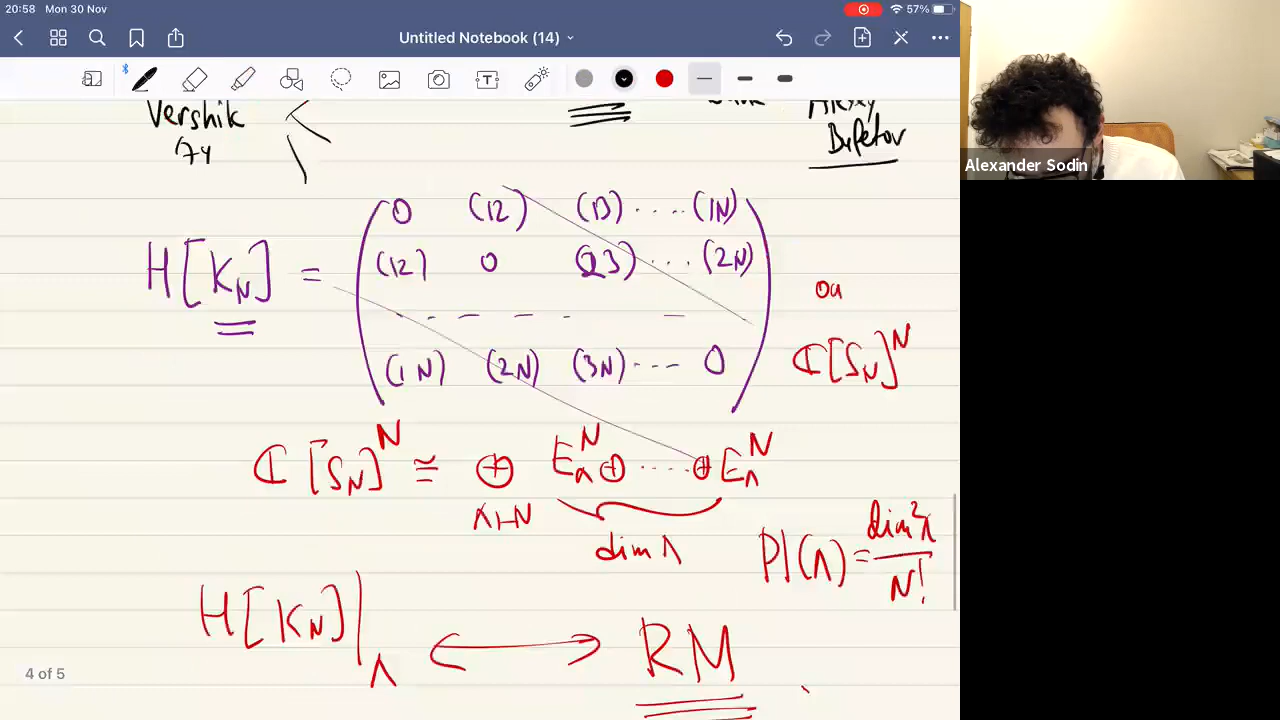 20:58 Mon 30 Nov
57%
Untitled Notebook (14)
Vershik
Alexey
Bufetov
H[K_N] = ( 0 (12) (13) .... (1N)
(12) 0 (23) ... (2N)
(1N) (2N) (3N) ... 0 )
on
ℂ[S_N]^N
ℂ[S_N]^N ≅ ⊕ E_λ^N ⊕ ..... ⊕ E_λ^N
λ⊢N
dim λ
Pl(λ) = dim²λ / N!
H[K_N]|_λ ⟷ RM
4 of 5
Alexander Sodin